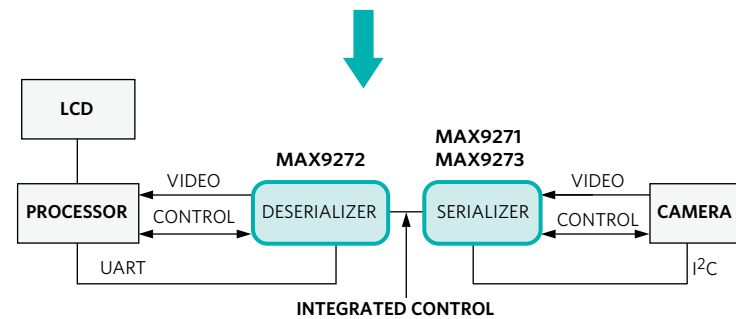 LCD
MAX9271
MAX9273
MAX9272
VIDEO
VIDEO
PROCESSOR
DESERIALIZER
SERIALIZER
CAMERA
CONTROL
CONTROL
UART
I²C
INTEGRATED CONTROL